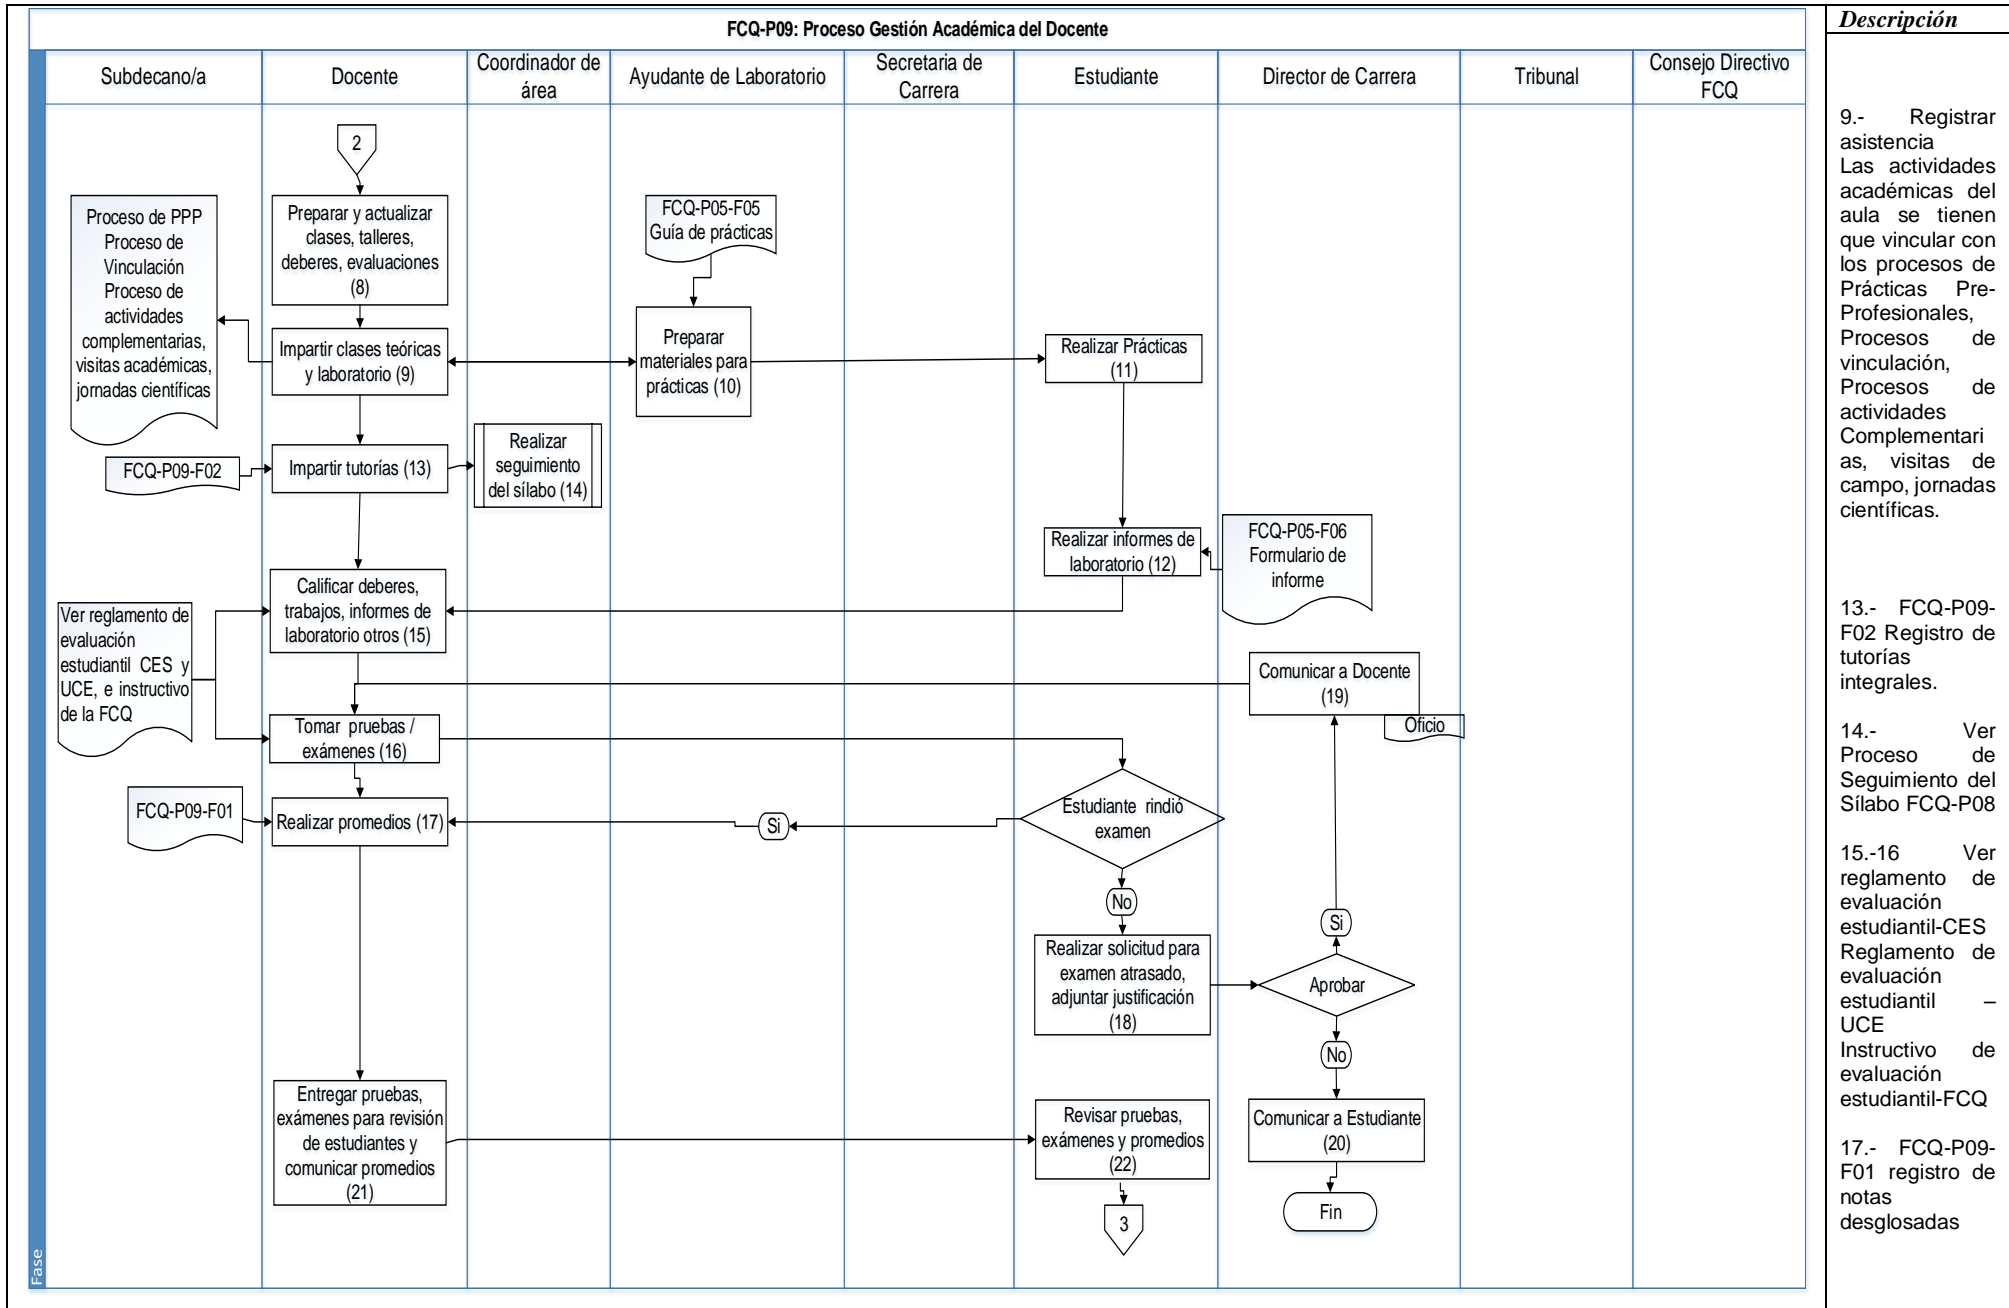 FCQ-P09: Proceso Gestión Académica del Docente
Descripción
Subdecano/a
Docente
Coordinador de
área
Ayudante de Laboratorio
Secretaria de
Carrera
Estudiante
Director de Carrera
Tribunal
Consejo Directivo
FCQ
2
Proceso de PPP
Proceso de
Vinculación
Proceso de
actividades
complementarias,
visitas académicas,
jornadas científicas
Preparar y actualizar
clases, talleres,
deberes, evaluaciones
(8)
FCQ-P05-F05
Guía de prácticas
Impartir clases teóricas
y laboratorio (9)
Preparar
materiales para
prácticas (10)
Realizar Prácticas
(11)
FCQ-P09-F02
Impartir tutorías (13)
Realizar
seguimiento
del sílabo (14)
Realizar informes de
laboratorio (12)
FCQ-P05-F06
Formulario de
informe
Ver reglamento de
evaluación
estudiantil CES y
UCE, e instructivo
de la FCQ
Calificar deberes,
trabajos, informes de
laboratorio otros (15)
Comunicar a Docente
(19)
Oficio
Tomar pruebas /
exámenes (16)
FCQ-P09-F01
Realizar promedios (17)
Si
Estudiante rindió
examen
No
Si
Realizar solicitud para
examen atrasado,
adjuntar justificación
(18)
Aprobar
No
Entregar pruebas,
exámenes para revisión
de estudiantes y
comunicar promedios
(21)
Revisar pruebas,
exámenes y promedios
(22)
Comunicar a Estudiante
(20)
Fin
3
Fase
9.- Registrar
asistencia
Las actividades
académicas del
aula se tienen
que vincular con
los procesos de
Prácticas Pre-
Profesionales,
Procesos de
vinculación,
Procesos de
actividades
Complementari
as, visitas de
campo, jornadas
científicas.
13.- FCQ-P09-
F02 Registro de
tutorías
integrales.
14.- Ver
Proceso de
Seguimiento del
Sílabo FCQ-P08
15.-16 Ver
reglamento de
evaluación
estudiantil-CES
Reglamento de
evaluación
estudiantil –
UCE
Instructivo de
evaluación
estudiantil-FCQ
17.- FCQ-P09-
F01 registro de
notas
desglosadas